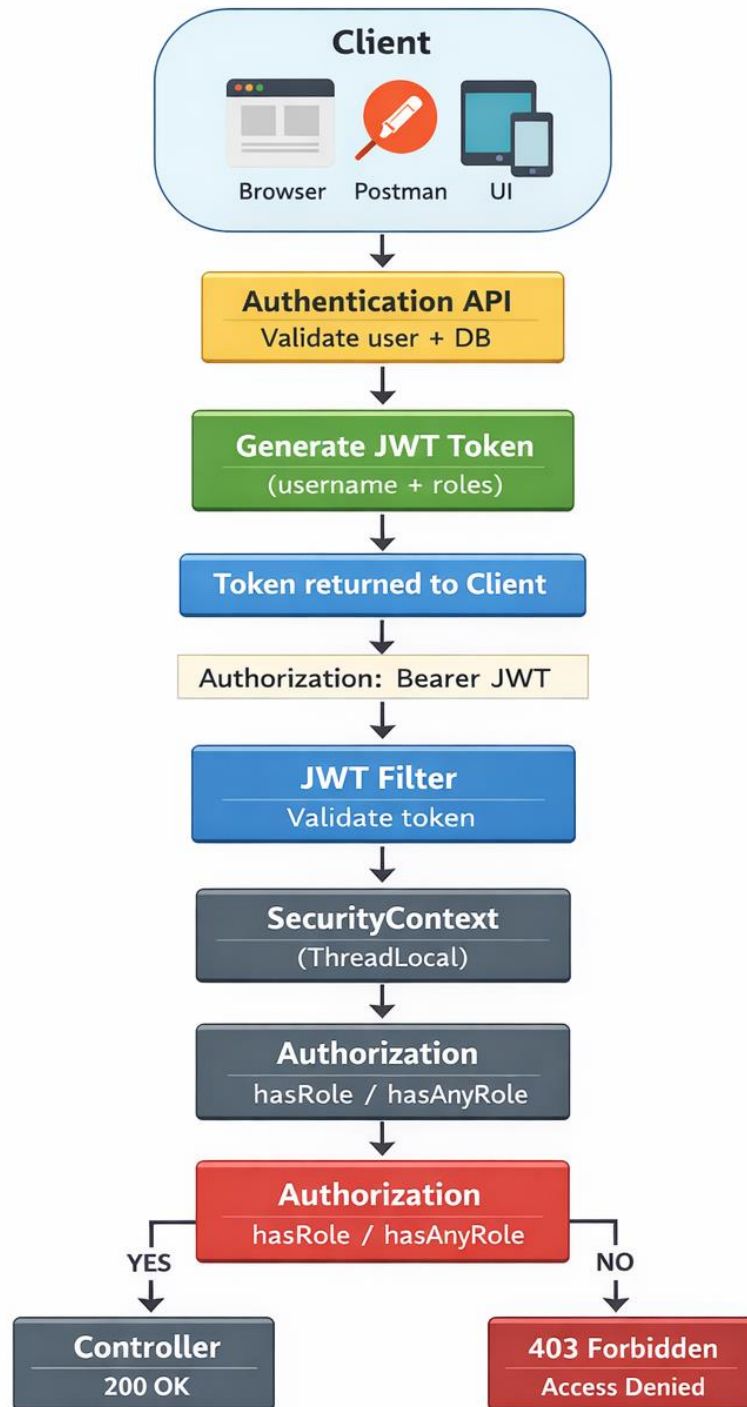 Client
Browser Postman UI
Authentication API
Validate user + DB
Generate JWT Token
(username + roles)
Token returned to Client
Authorization: Bearer JWT
JWT Filter
Validate token
SecurityContext
(ThreadLocal)
Authorization
hasRole / hasAnyRole
Authorization
hasRole / hasAnyRole
YES NO
Controller 403 Forbidden
200 OK Access Denied